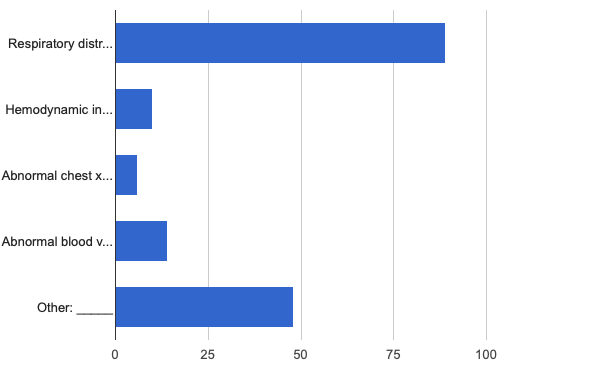 Respiratory distr...
Hemodynamic in...
Abnormal chest x...
Abnormal blood v...
Other: _____
0 25 50 75 100